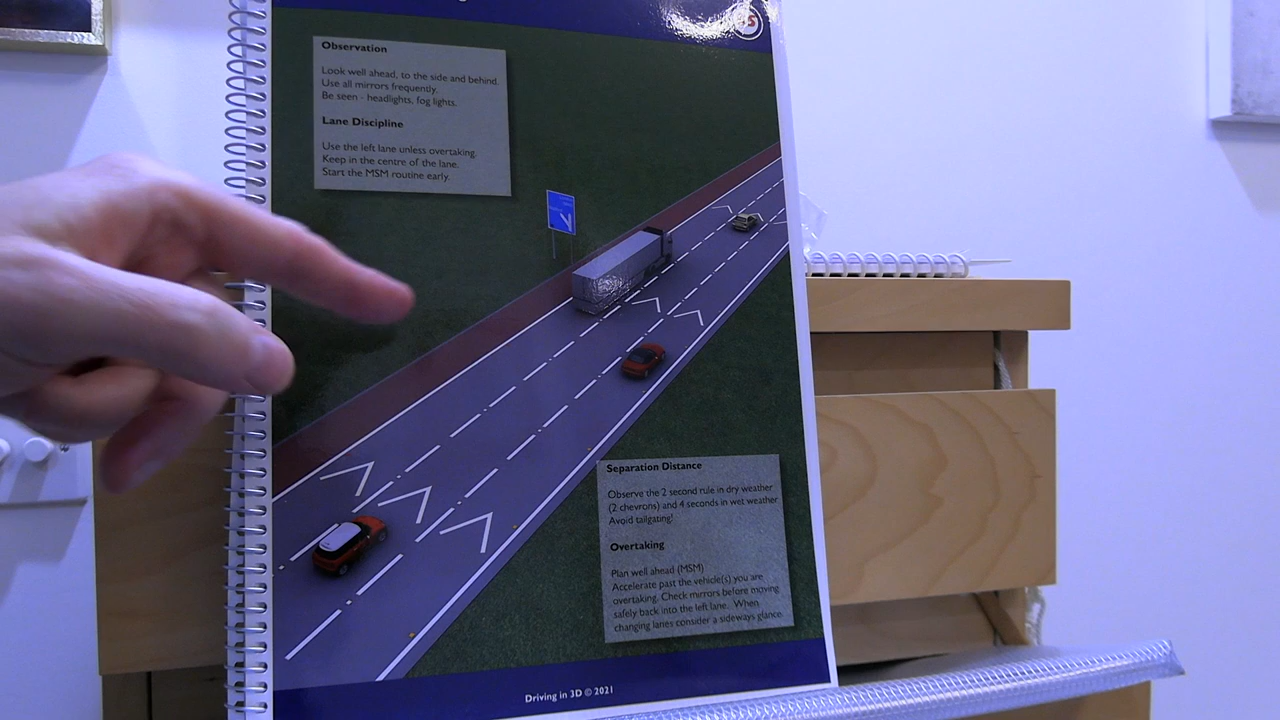 Observation
Look well ahead, to the side and behind.
Use all mirrors frequently.
Be seen - headlights, fog lights.
Lane Discipline
Use the left lane unless overtaking.
Keep in the centre of the lane.
Start the MSM routine early.
Separation Distance
Observe the 2 second rule in dry weather
(2 chevrons) and 4 seconds in wet weather
Avoid tailgating!
Overtaking
Plan well ahead (MSM)
Accelerate past the vehicle(s) you are
overtaking. Check mirrors before moving
safely back into the left lane. When
changing lanes consider a sideways glance
Driving in 3D © 2021